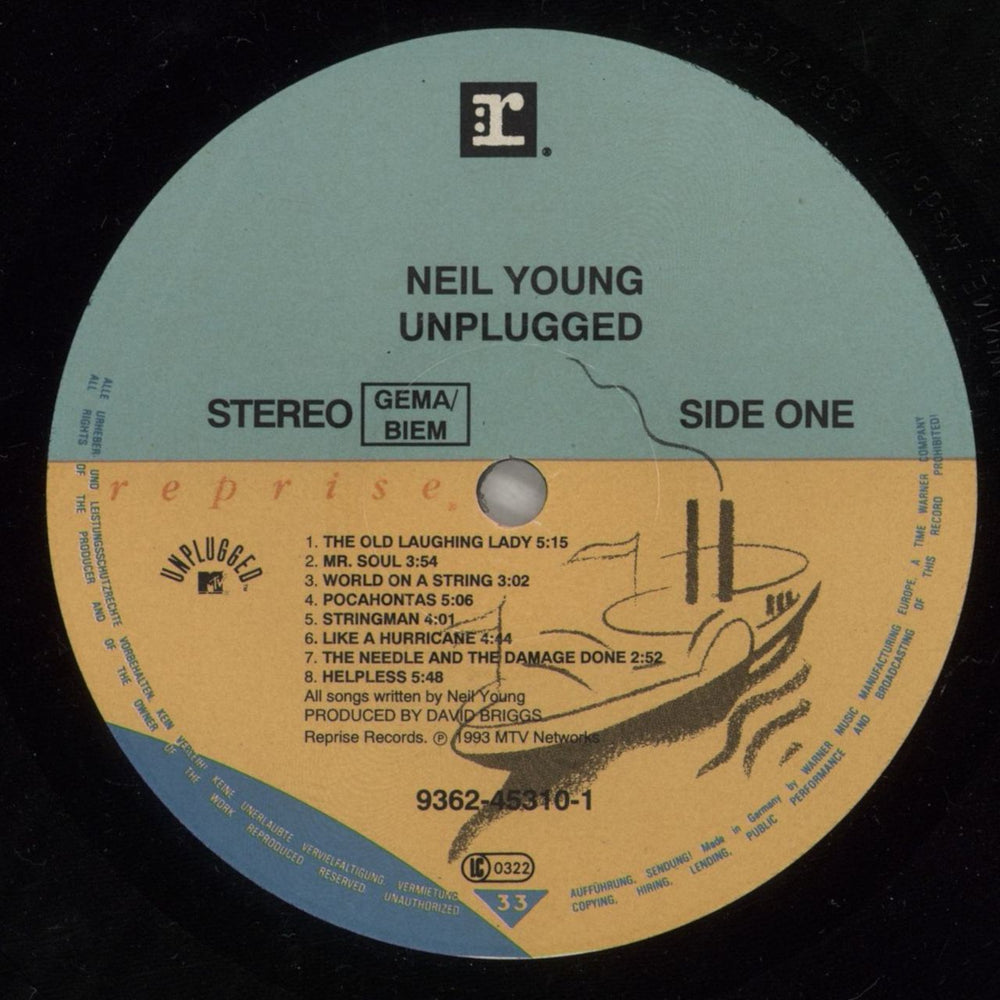 r
NEIL YOUNG
UNPLUGGED
STEREO
GEMA/
BIEM
SIDE ONE
reprise
UNPLUGGED
MTV
1. THE OLD LAUGHING LADY 5:15
2. MR. SOUL 3:54
3. WORLD ON A STRING 3:02
4. POCAHONTAS 5:06
5. STRINGMAN 4:01
6. LIKE A HURRICANE 4:44
7. THE NEEDLE AND THE DAMAGE DONE 2:52
8. HELPLESS 5:48
All songs written by Neil Young
PRODUCED BY DAVID BRIGGS
Reprise Records. ℗ 1993 MTV Networks
9362-45310-1
LC 0322
33
ALLE URHEBER UND LEISTUNGSSCHUTZRECHTE VORBEHALTEN. KEIN VERLEIH! KEINE UNERLAUBTE VERVIELFÄLTIGUNG, VERMIETUNG, AUFFÜHRUNG, SENDUNG! Made in Germany by WARNER MUSIC MANUFACTURING EUROPE. A TIME WARNER COMPANY
ALL RIGHTS OF THE PRODUCER AND OF THE OWNER OF THE WORK REPRODUCED RESERVED. UNAUTHORIZED COPYING, HIRING, LENDING, PUBLIC PERFORMANCE AND BROADCASTING OF THIS RECORD PROHIBITED!